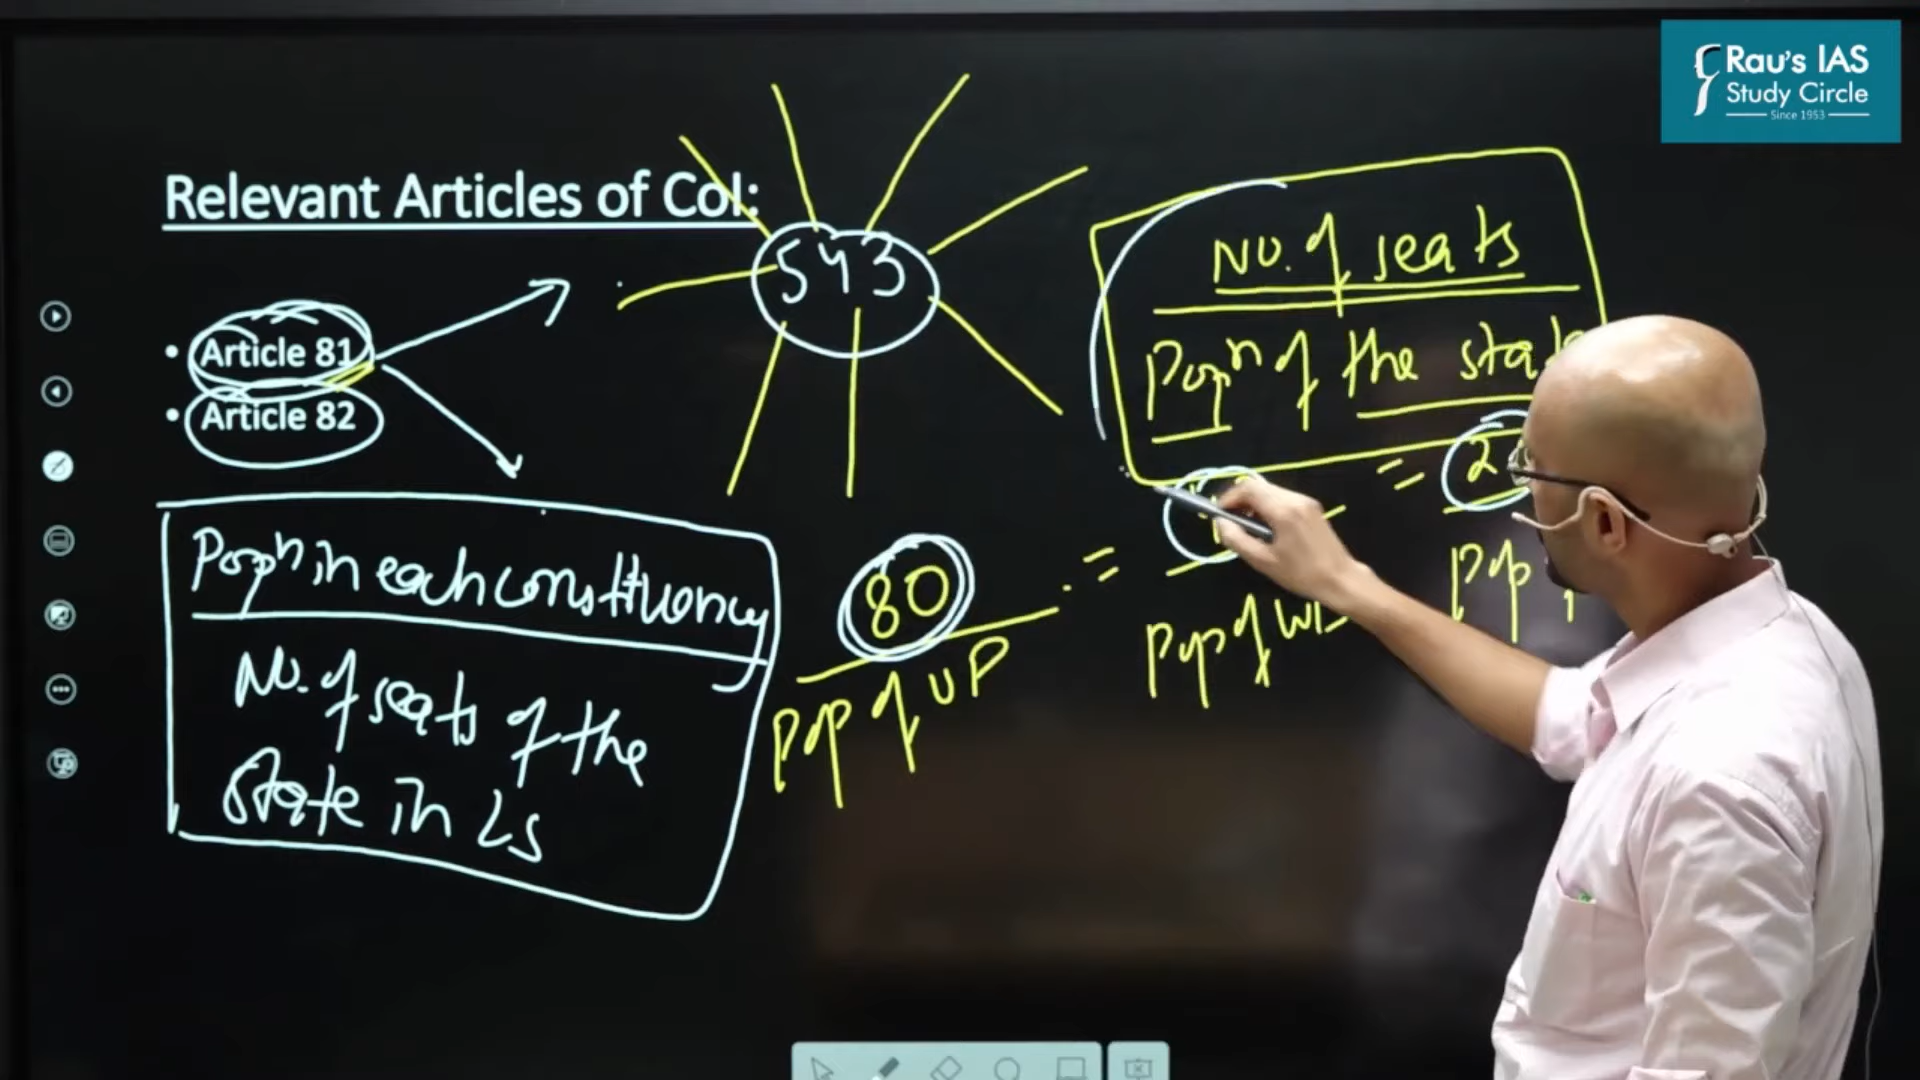 Rau's IAS
Study Circle
Since 1953
Relevant Articles of CoI:
• Article 81
• Article 82
543
No. of seats
Popn of the
Popn in each constituency
No. of seats of the
State in LS
80
Pop of UP
=
Pop of
= 2
Pop